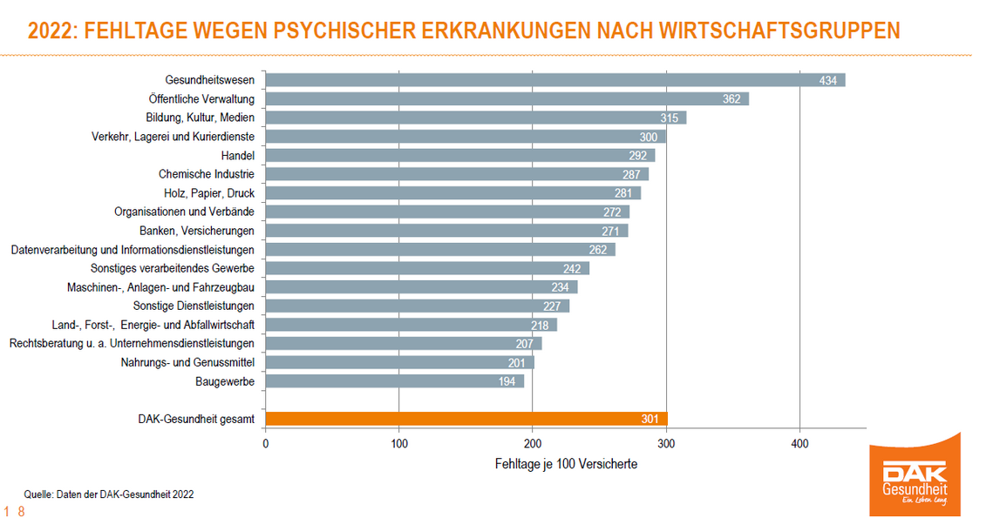 2022: FEHLTAGE WEGEN PSYCHISCHER ERKRANKUNGEN NACH WIRTSCHAFTSGRUPPEN
Gesundheitswesen 434
Öffentliche Verwaltung 362
Bildung, Kultur, Medien 315
Verkehr, Lagerei und Kurierdienste 300
Handel 292
Chemische Industrie 287
Holz, Papier, Druck 281
Organisationen und Verbände 272
Banken, Versicherungen 271
Datenverarbeitung und Informationsdienstleistungen 262
Sonstiges verarbeitendes Gewerbe 242
Maschinen-, Anlagen- und Fahrzeugbau 234
Sonstige Dienstleistungen 227
Land-, Forst-, Energie- und Abfallwirtschaft 218
Rechtsberatung u. a. Unternehmensdienstleistungen 207
Nahrungs- und Genussmittel 201
Baugewerbe 194
DAK-Gesundheit gesamt 301
0 100 200 300 400
Fehltage je 100 Versicherte
DAK
Gesundheit
Ein Leben lang.
Quelle: Daten der DAK-Gesundheit 2022
1 8